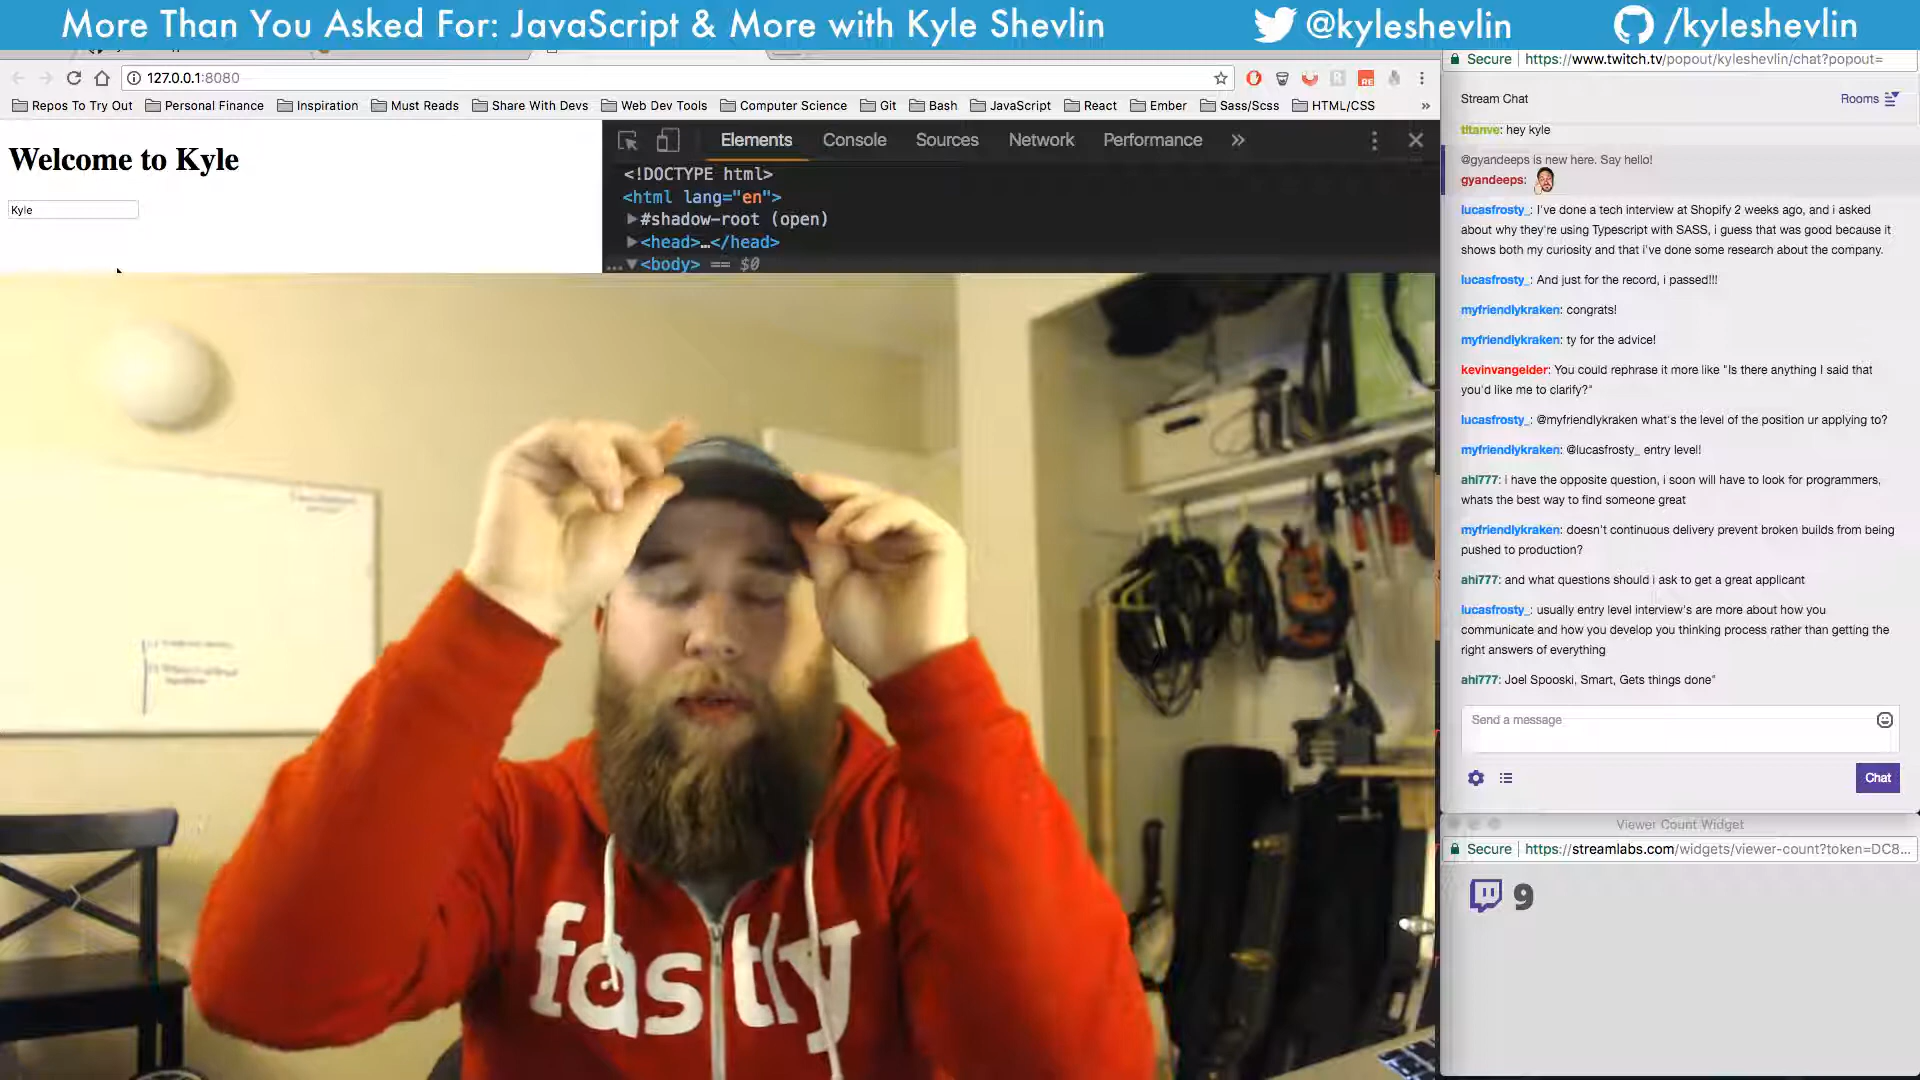 More Than You Asked For: JavaScript & More with Kyle Shevlin
@kyleshevlin
/kyleshevlin
127.0.0.1:8080
Repos To Try Out
Personal Finance
Inspiration
Must Reads
Share With Devs
Web Dev Tools
Computer Science
Git
Bash
JavaScript
React
Ember
Sass/Scss
HTML/CSS
»
Welcome to Kyle
Kyle
Elements
Console
Sources
Network
Performance
»
<!DOCTYPE html>
<html lang="en">
#shadow-root (open)
<head>…</head>
...
<body> == $0
fastly
Secure
https://www.twitch.tv/popout/kyleshevlin/chat?popout=
Stream Chat
Rooms
titanve: hey kyle
@gyandeeps is new here. Say hello!
gyandeeps:
lucasfrosty_: I've done a tech interview at Shopify 2 weeks ago, and i asked
about why they're using Typescript with SASS, i guess that was good because it
shows both my curiosity and that i've done some research about the company.
lucasfrosty_: And just for the record, i passed!!!
myfriendlykraken: congrats!
myfriendlykraken: ty for the advice!
kevinvangelder: You could rephrase it more like "Is there anything I said that
you'd like me to clarify?"
lucasfrosty_: @myfriendlykraken what's the level of the position ur applying to?
myfriendlykraken: @lucasfrosty_ entry level!
ahl777: i have the opposite question, i soon will have to look for programmers,
whats the best way to find someone great
myfriendlykraken: doesn't continuous delivery prevent broken builds from being
pushed to production?
ahl777: and what questions should i ask to get a great applicant
lucasfrosty_: usually entry level interview's are more about how you
communicate and how you develop you thinking process rather than getting the
right answers of everything
ahl777: Joel Spooski, Smart, Gets things done"
Send a message
Chat
Viewer Count Widget
Secure
https://streamlabs.com/widgets/viewer-count?token=DC8...
9